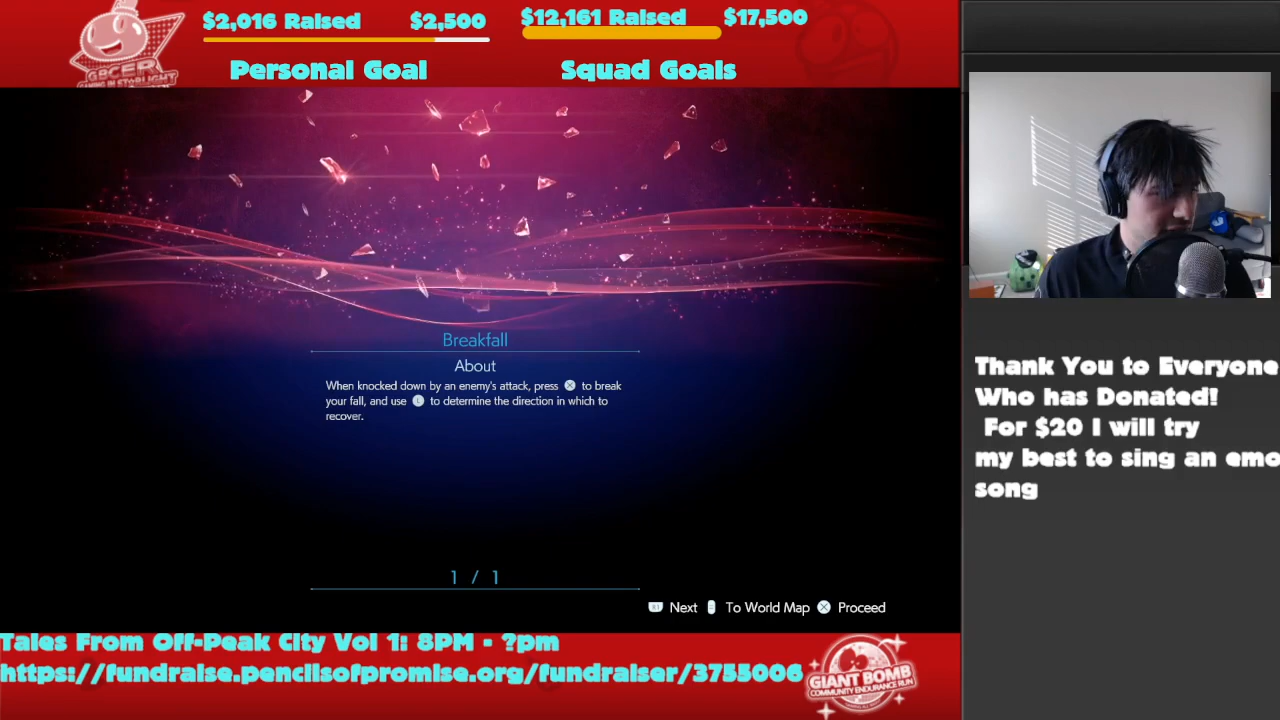 $2,016 Raised $2,500
$12,161 Raised $17,500
Personal Goal
Squad Goals
GBCER
GAMING IN STARLIGHT
Breakfall
About
When knocked down by an enemy's attack, press ⓧ to break
your fall, and use Ⓛ to determine the direction in which to
recover.
1 / 1
Next To World Map ⓧ Proceed
Thank You to Everyone
Who has Donated!
For $20 I will try
my best to sing an emo
song
Tales From Off-Peak City Vol 1: 8PM - ?pm
https://fundraise.pencilsofpromise.org/fundraiser/3755006
GIANT BOMB
COMMUNITY ENDURANCE RUN